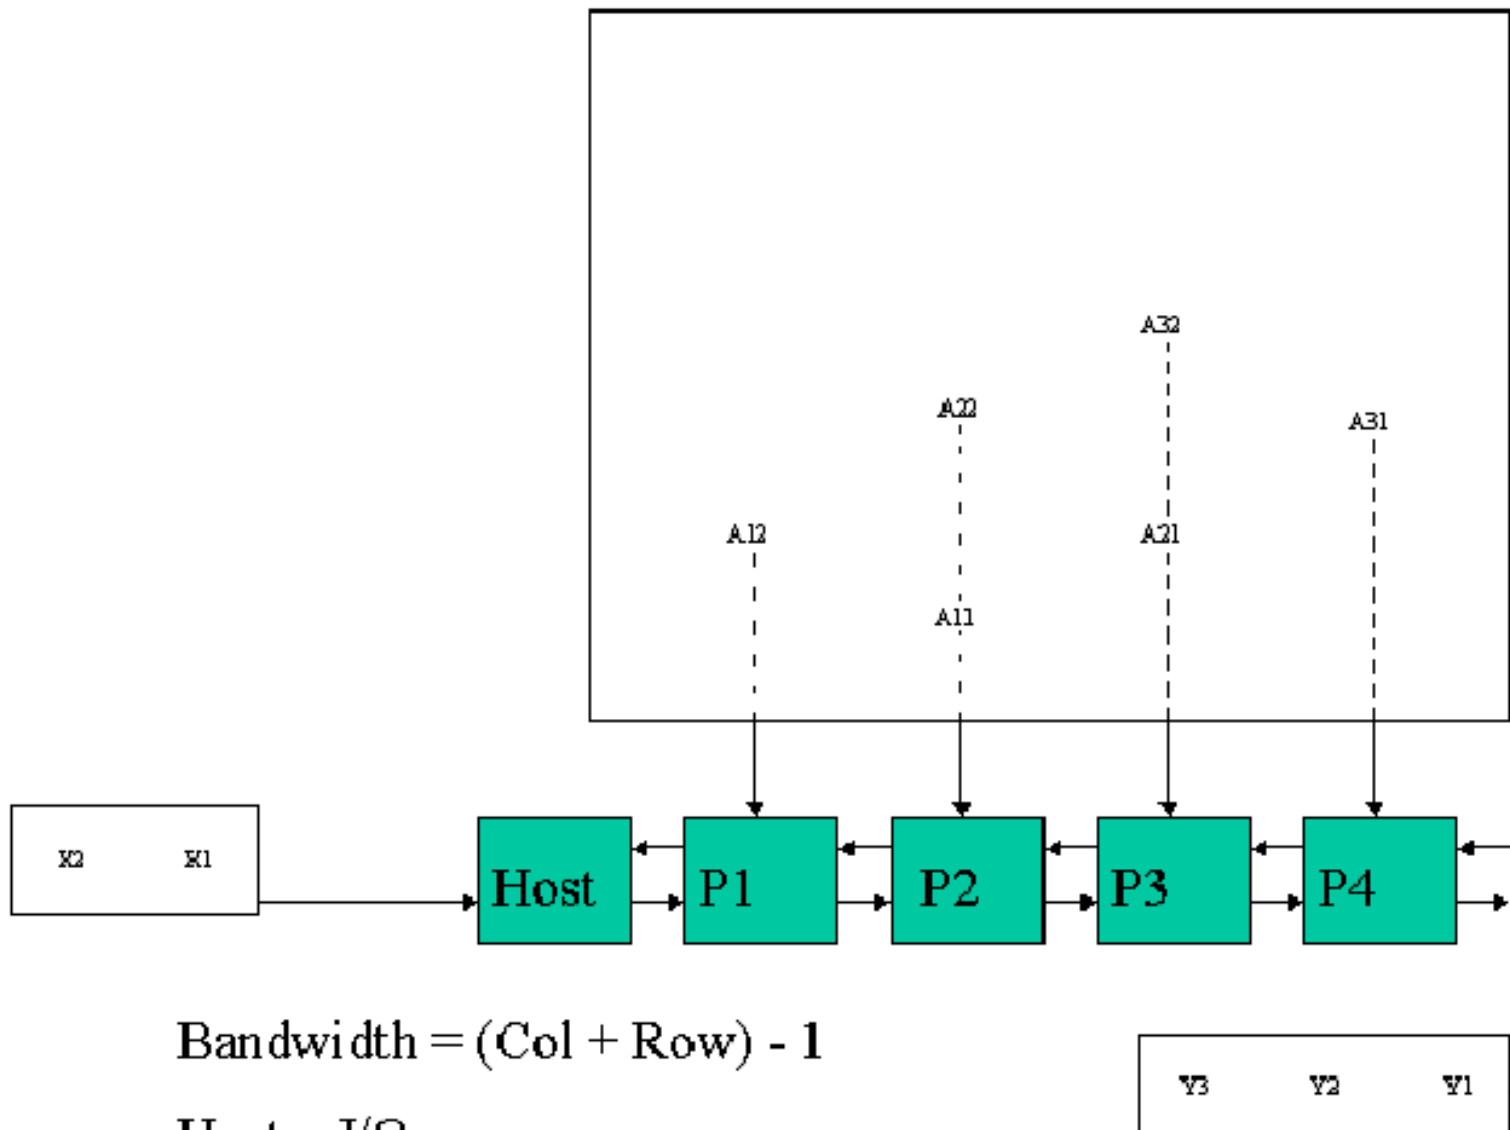 A32
A22
A31
A12
A21
A11
X2 X1
Host P1 P2 P3 P4
Bandwidth = (Col + Row) - 1
Y3 Y2 Y1